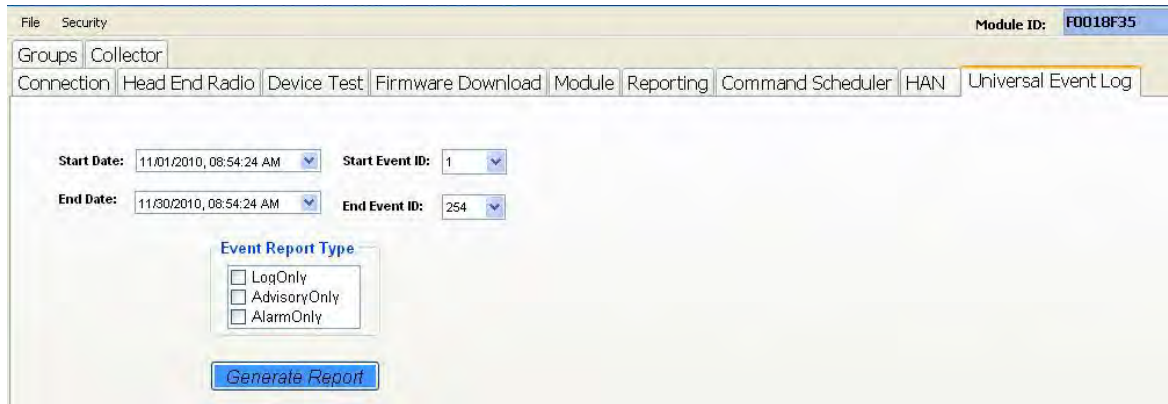 File Security Module ID: F0018F35
Groups Collector
Connection Head End Radio Device Test Firmware Download Module Reporting Command Scheduler HAN Universal Event Log
Start Date: 11/01/2010, 08:54:24 AM Start Event ID: 1
End Date: 11/30/2010, 08:54:24 AM End Event ID: 254
Event Report Type
LogOnly
AdvisoryOnly
AlarmOnly
Generate Report